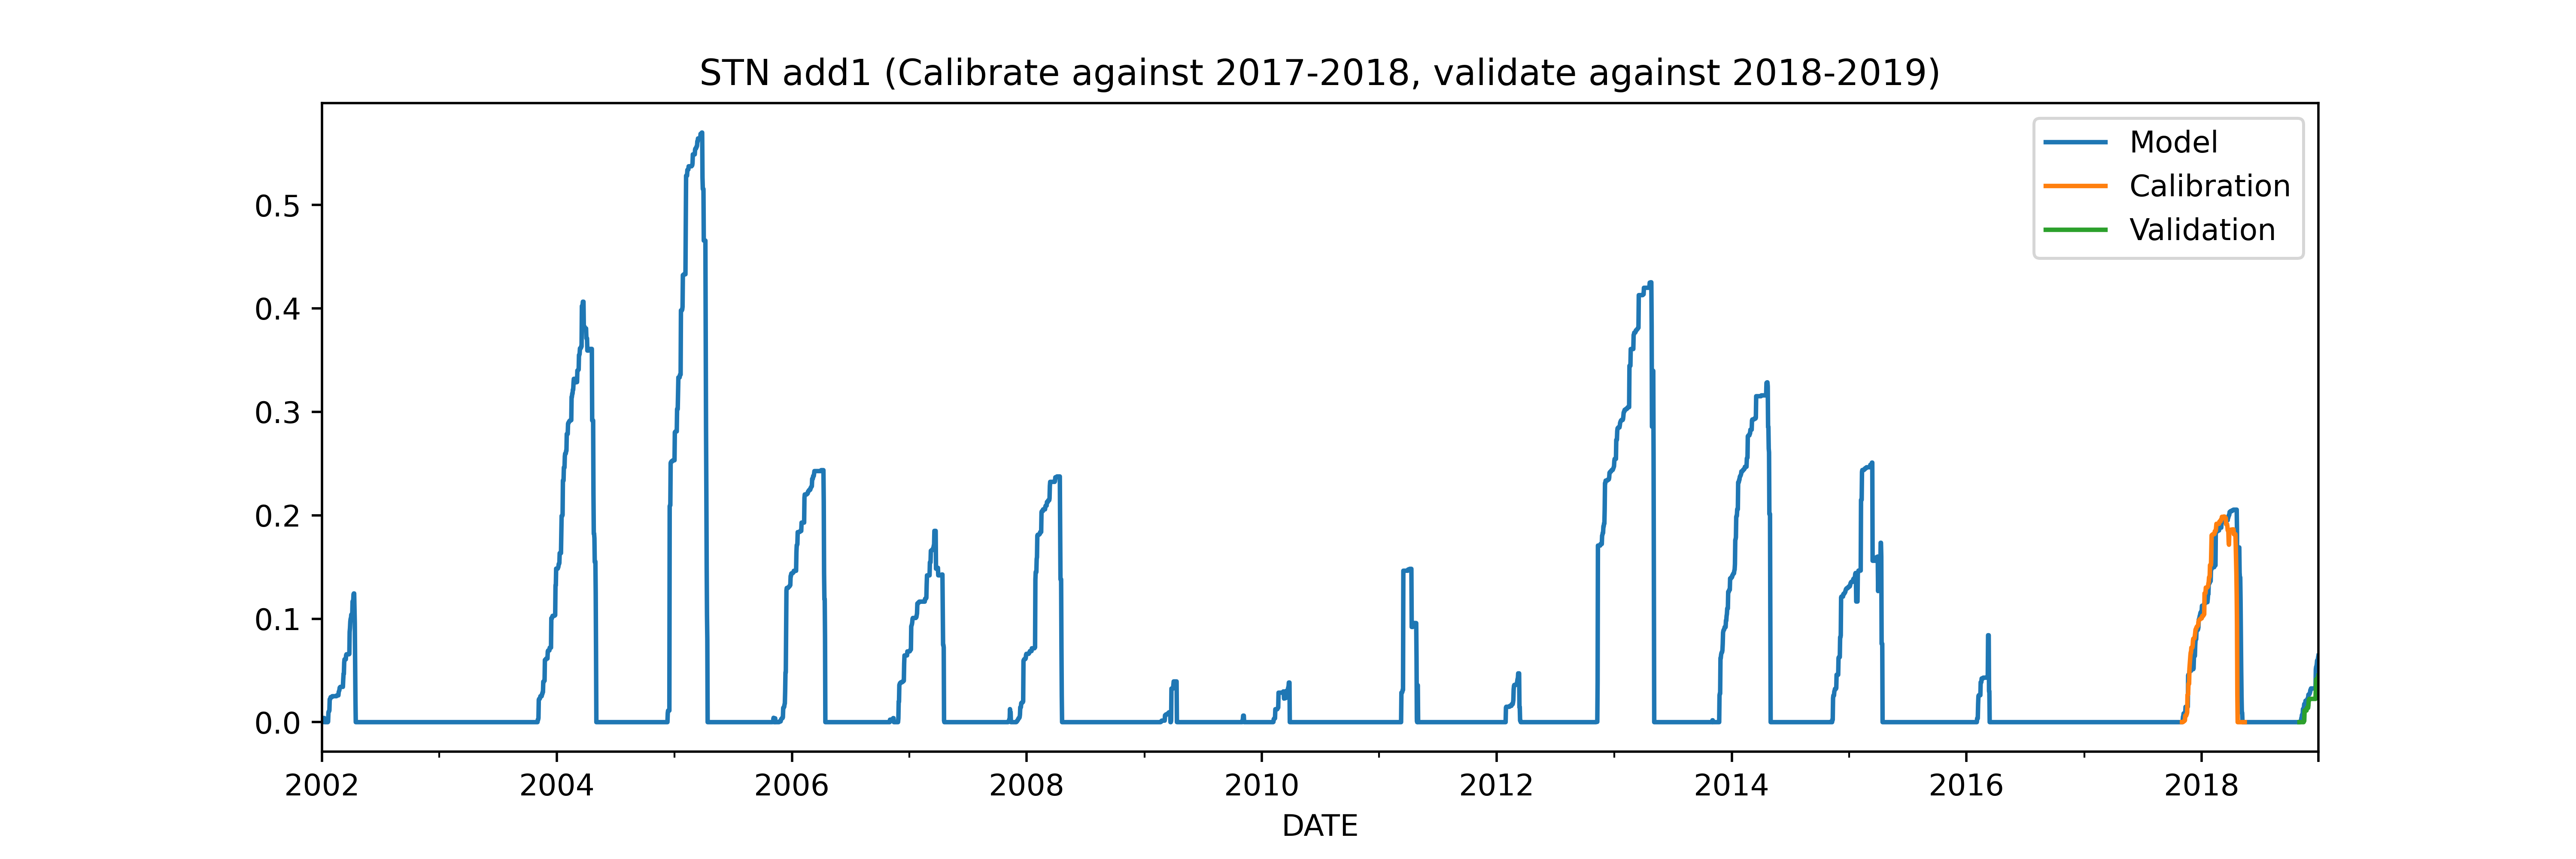 STN add1 (Calibrate against 2017-2018, validate against 2018-2019)
Model
Calibration
Validation
0.5
0.4
0.3
0.2
0.1
0.0
2002 2004 2006 2008 2010 2012 2014 2016 2018
DATE